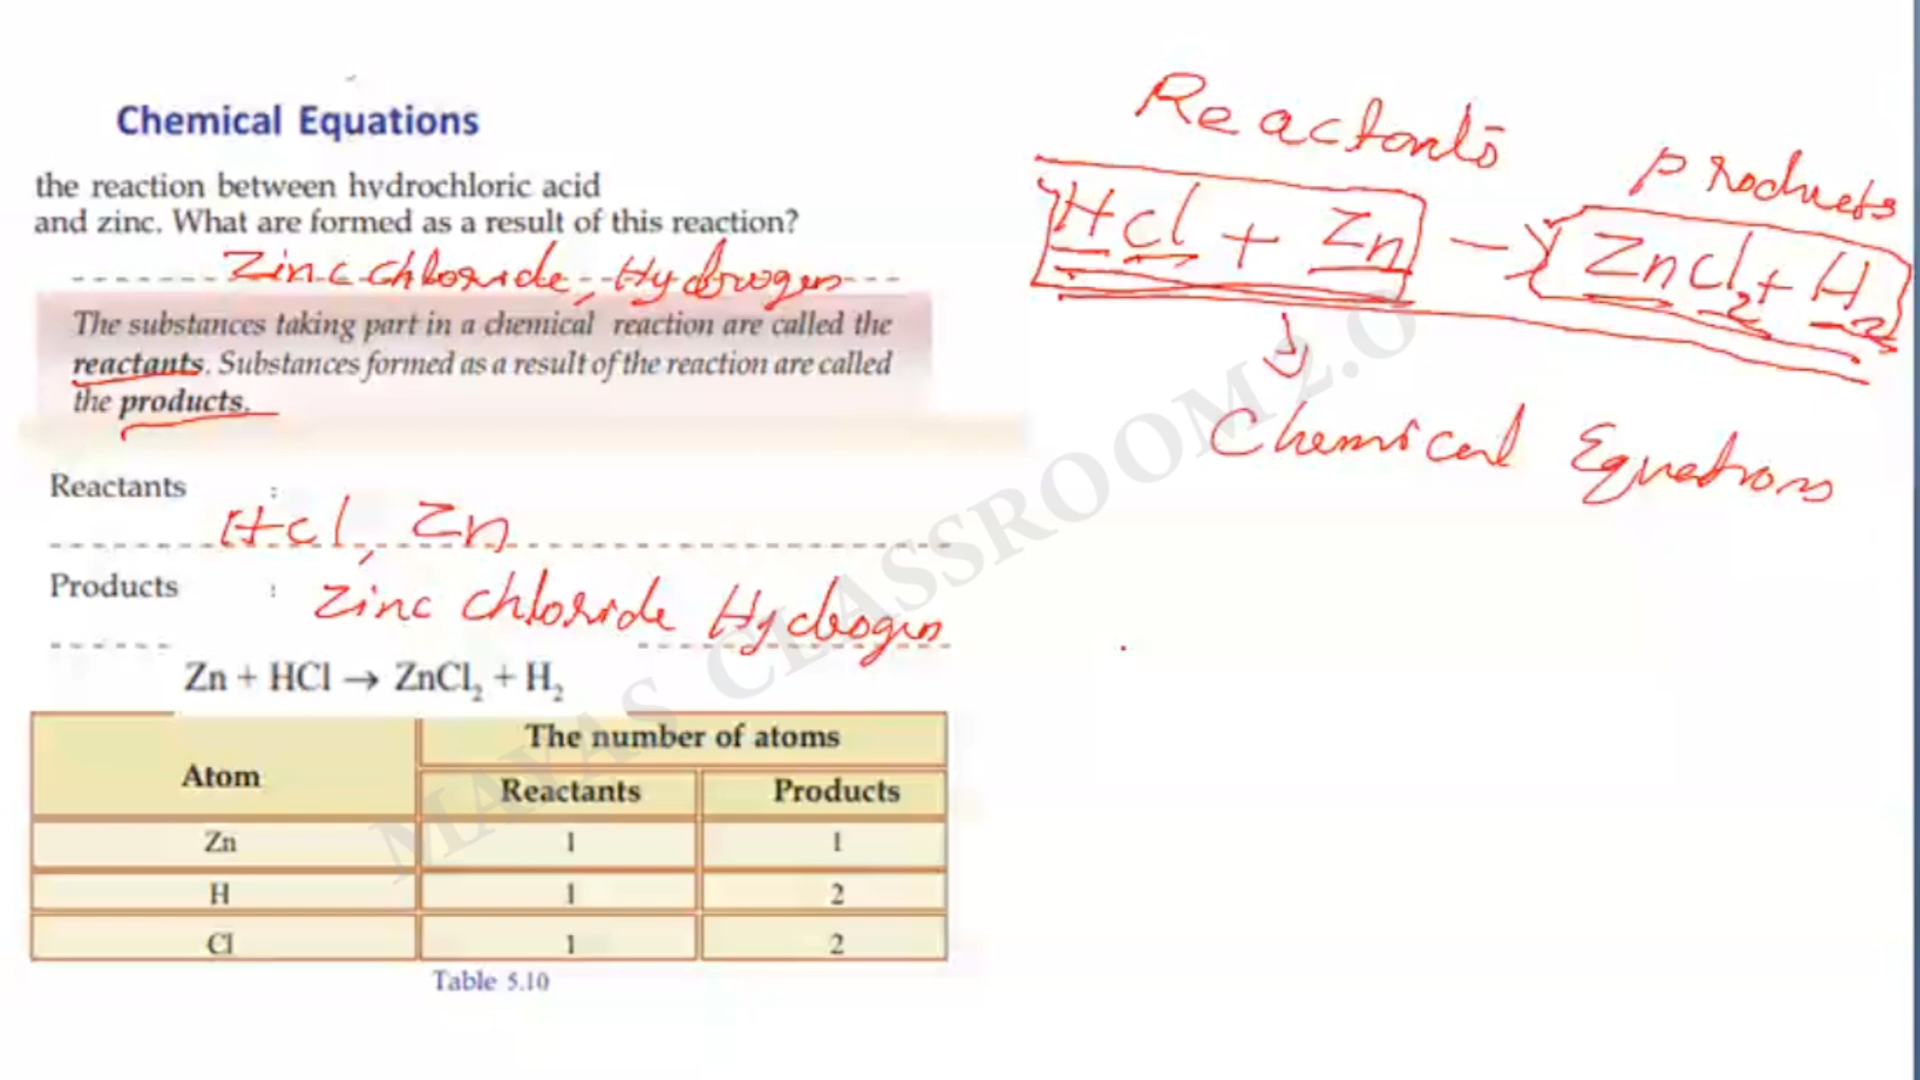 Chemical Equations
the reaction between hydrochloric acid
and zinc. What are formed as a result of this reaction?
Zinc chloride, Hydrogen
The substances taking part in a chemical reaction are called the
reactants. Substances formed as a result of the reaction are called
the products.
Reactants :
HCl, Zn
Products : Zinc chloride Hydrogen
Zn + HCl → ZnCl₂ + H₂
Atom
The number of atoms
Reactants Products
Zn 1 1
H 1 2
Cl 1 2
Table 5.10
Reactants
Products
HCl + Zn → ZnCl₂ + H₂
Chemical Equations
MAYAS CLASSROOM 2.O